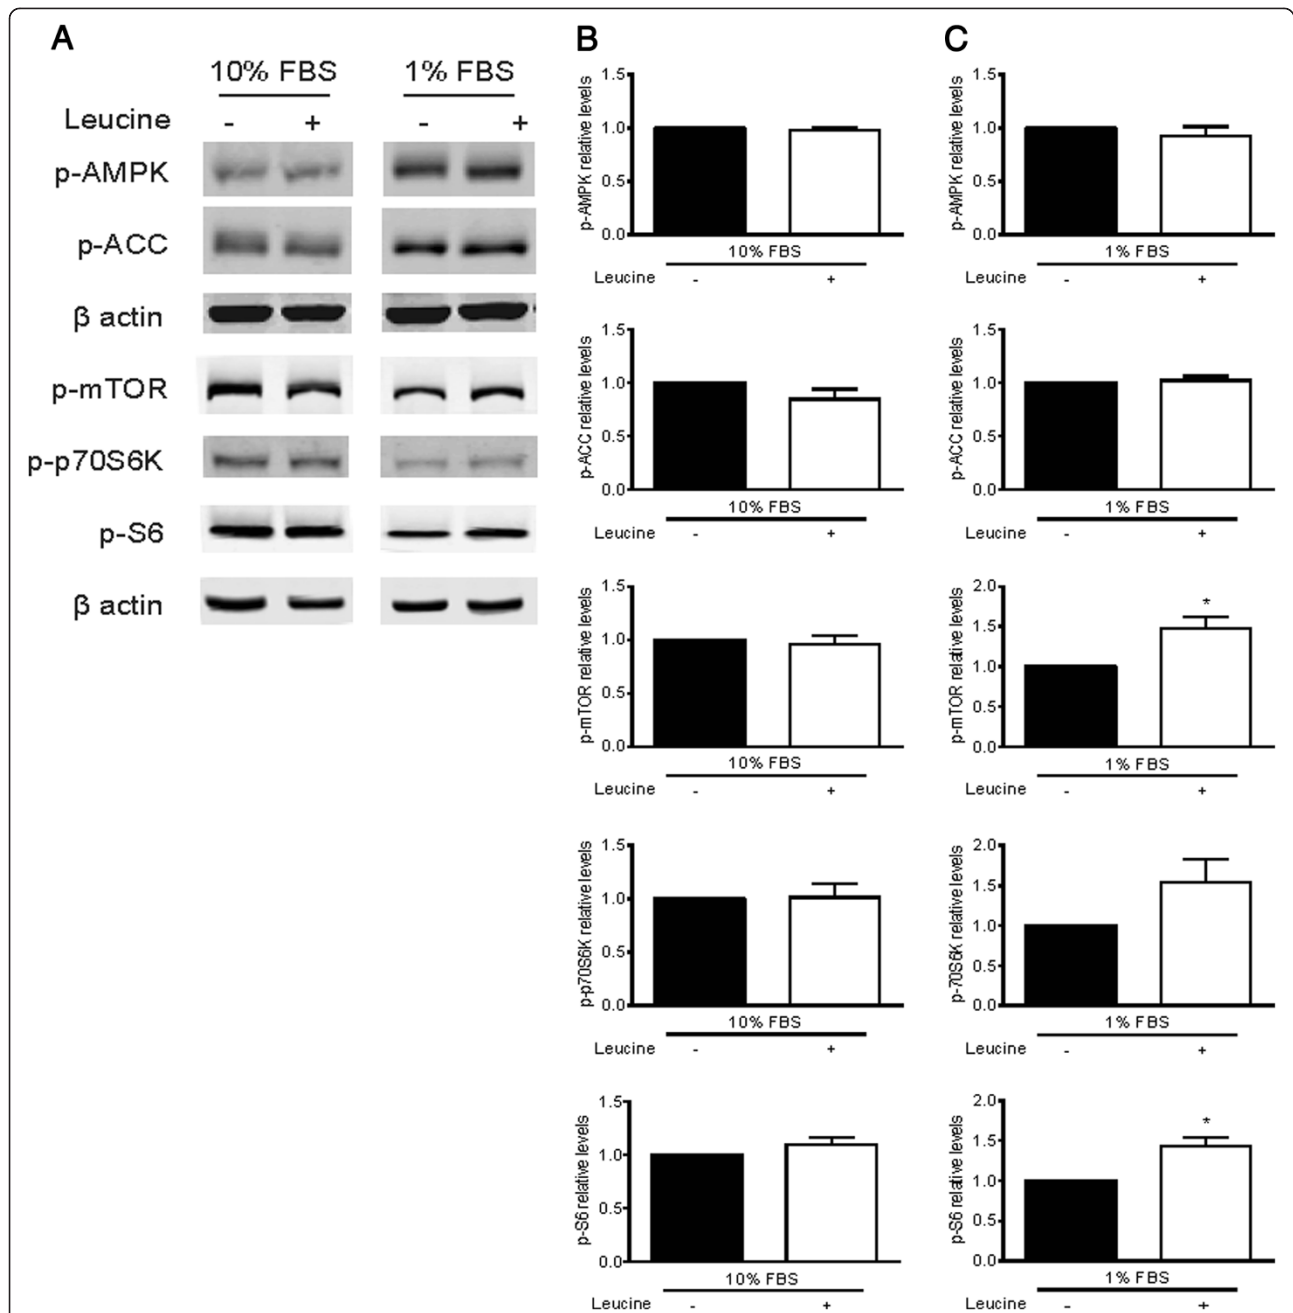 A
10% FBS 1% FBS
Leucine - + - +
p-AMPK
p-ACC
β actin
p-mTOR
p-p70S6K
p-S6
β actin
B
p-AMPK relative levels
1.5
1.0
0.5
0.0
10% FBS
Leucine - +
p-ACC relative levels
1.5
1.0
0.5
0.0
10% FBS
Leucine - +
p-mTOR relative levels
1.5
1.0
0.5
0.0
10% FBS
Leucine - +
p-p70S6K relative levels
1.5
1.0
0.5
0.0
10% FBS
Leucine - +
p-S6 relative levels
1.5
1.0
0.5
0.0
10% FBS
Leucine - +
C
p-AMPK relative levels
1.5
1.0
0.5
0.0
1% FBS
Leucine - +
p-ACC relative levels
1.5
1.0
0.5
0.0
1% FBS
Leucine - +
p-mTOR relative levels
2.0
1.5
1.0
0.5
0.0
*
1% FBS
Leucine - +
p-70S6K relative levels
2.0
1.5
1.0
0.5
0.0
1% FBS
Leucine - +
p-S6 relative levels
2.0
1.5
1.0
0.5
0.0
*
1% FBS
Leucine - +